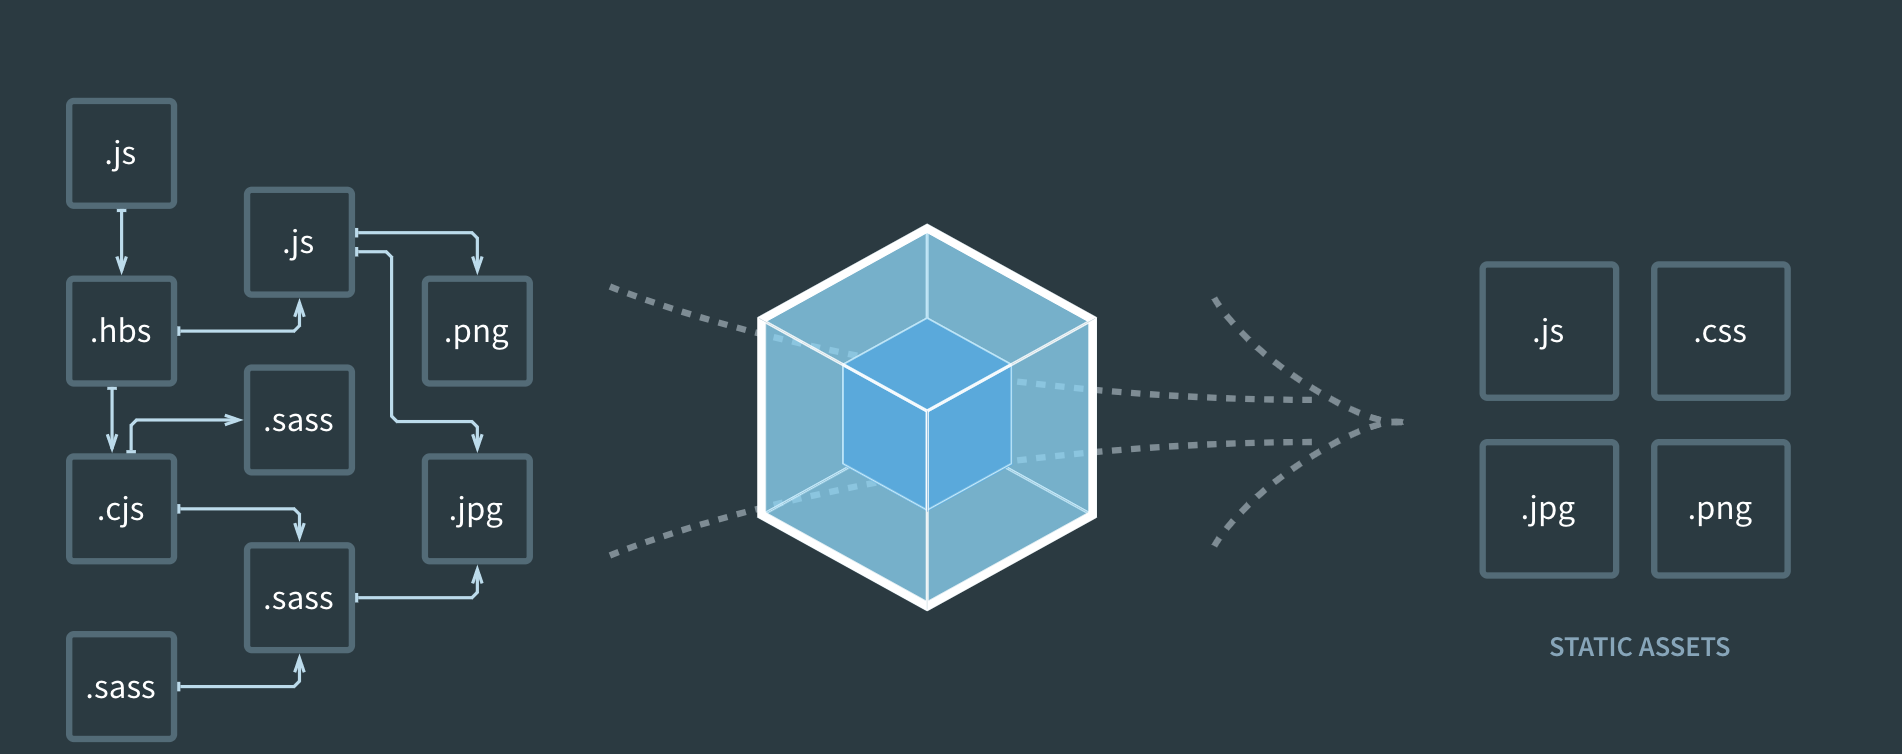 .js
.js
.hbs
.png
.sass
.cjs
.jpg
.sass
.sass
.js
.css
.jpg
.png
STATIC ASSETS